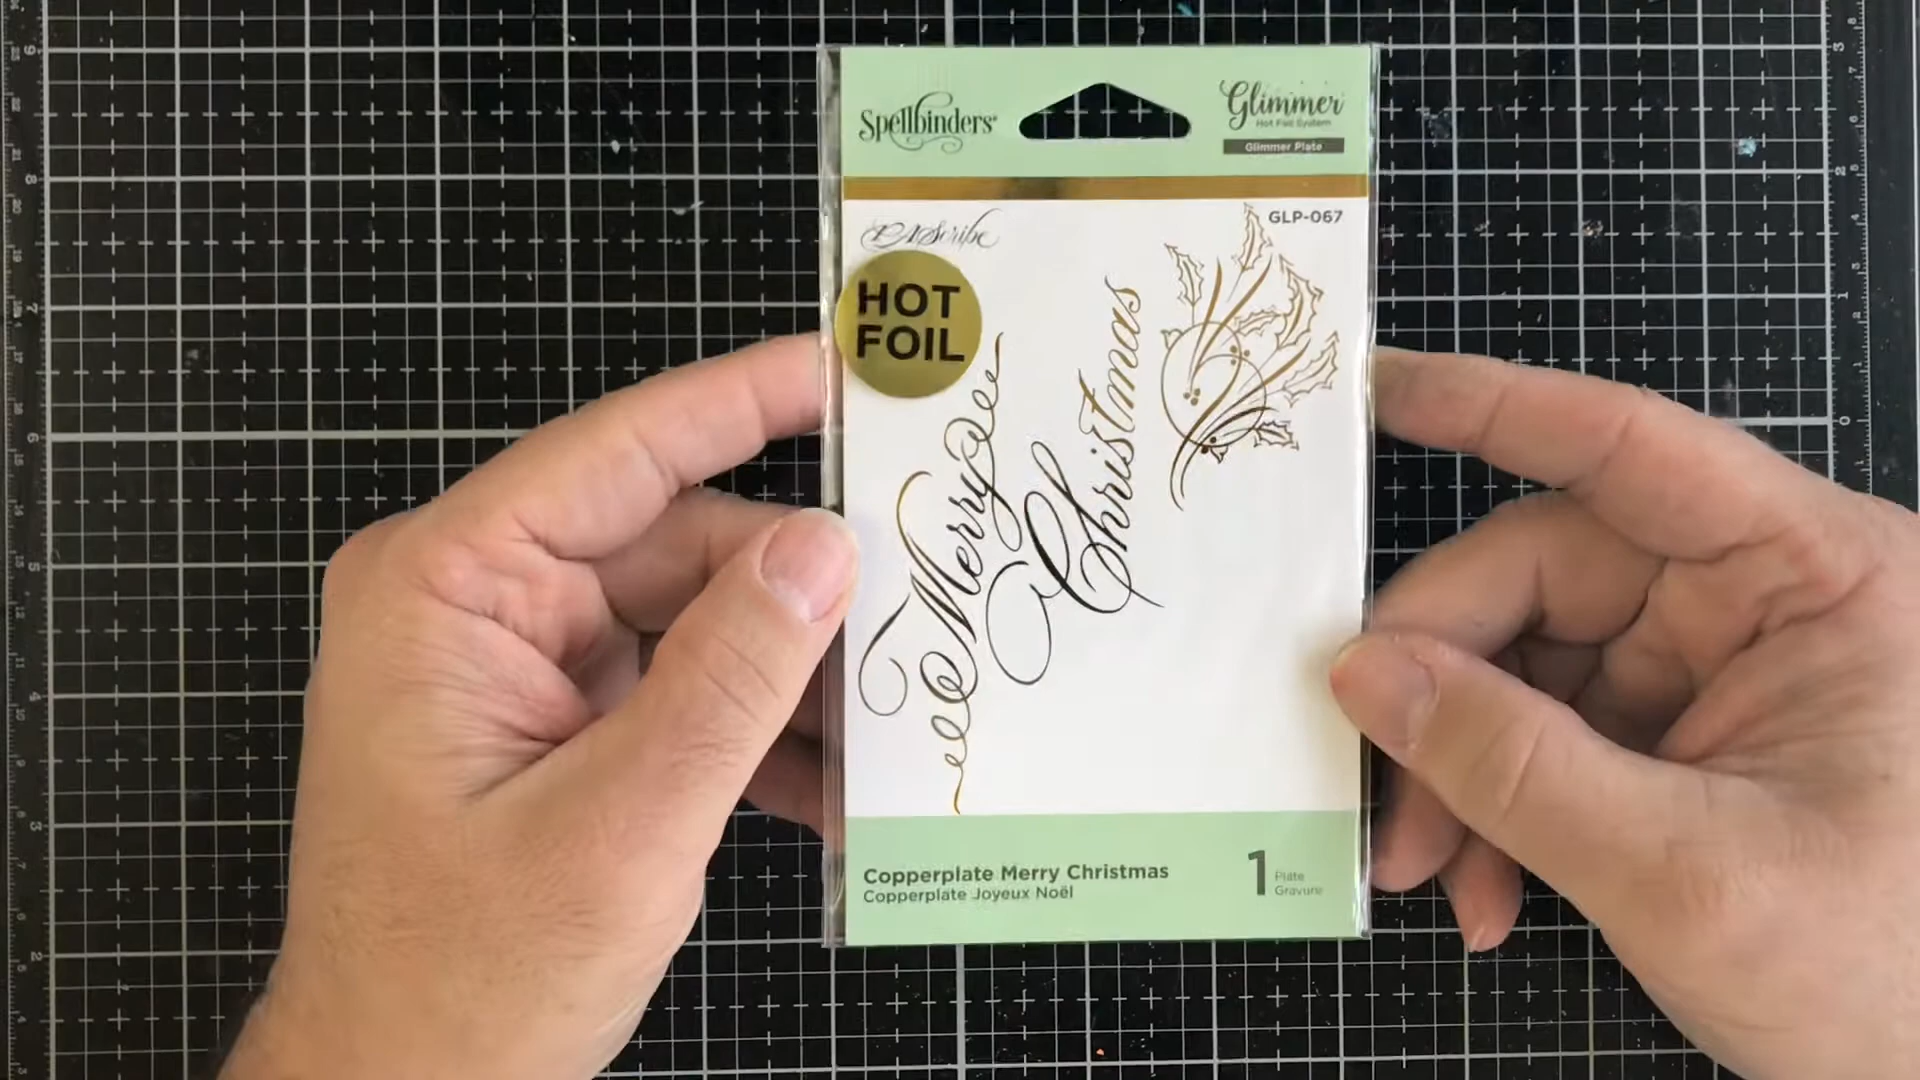 Spellbinders®
Glimmer
Hot Foil System
Glimmer Plate
PAScribe
GLP-067
HOT
FOIL
Merry
Christmas
Copperplate Merry Christmas
Copperplate Joyeux Noël
1 Plate
Gravure